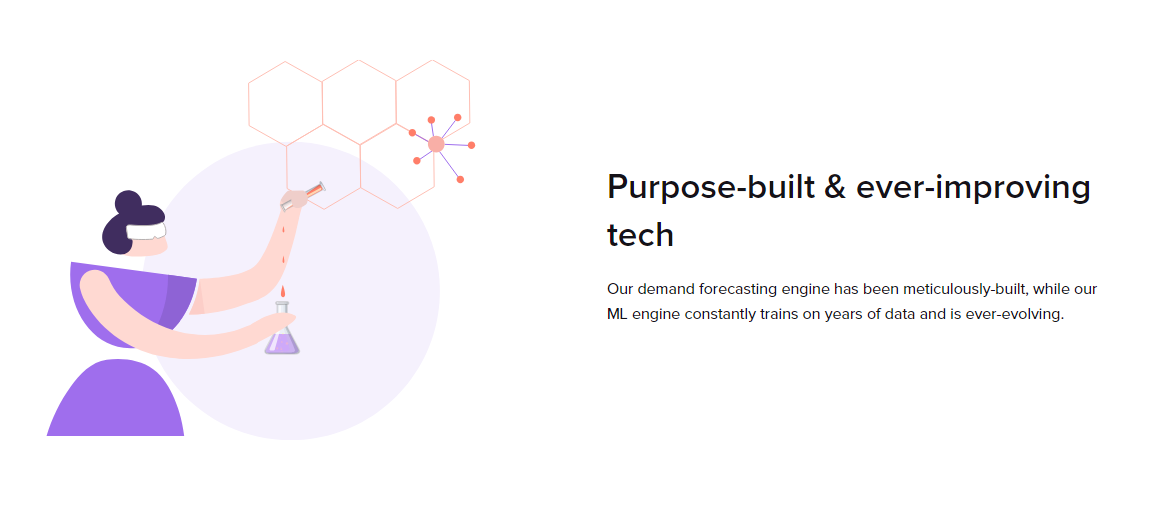 Purpose-built & ever-improving
tech
Our demand forecasting engine has been meticulously-built, while our
ML engine constantly trains on years of data and is ever-evolving.